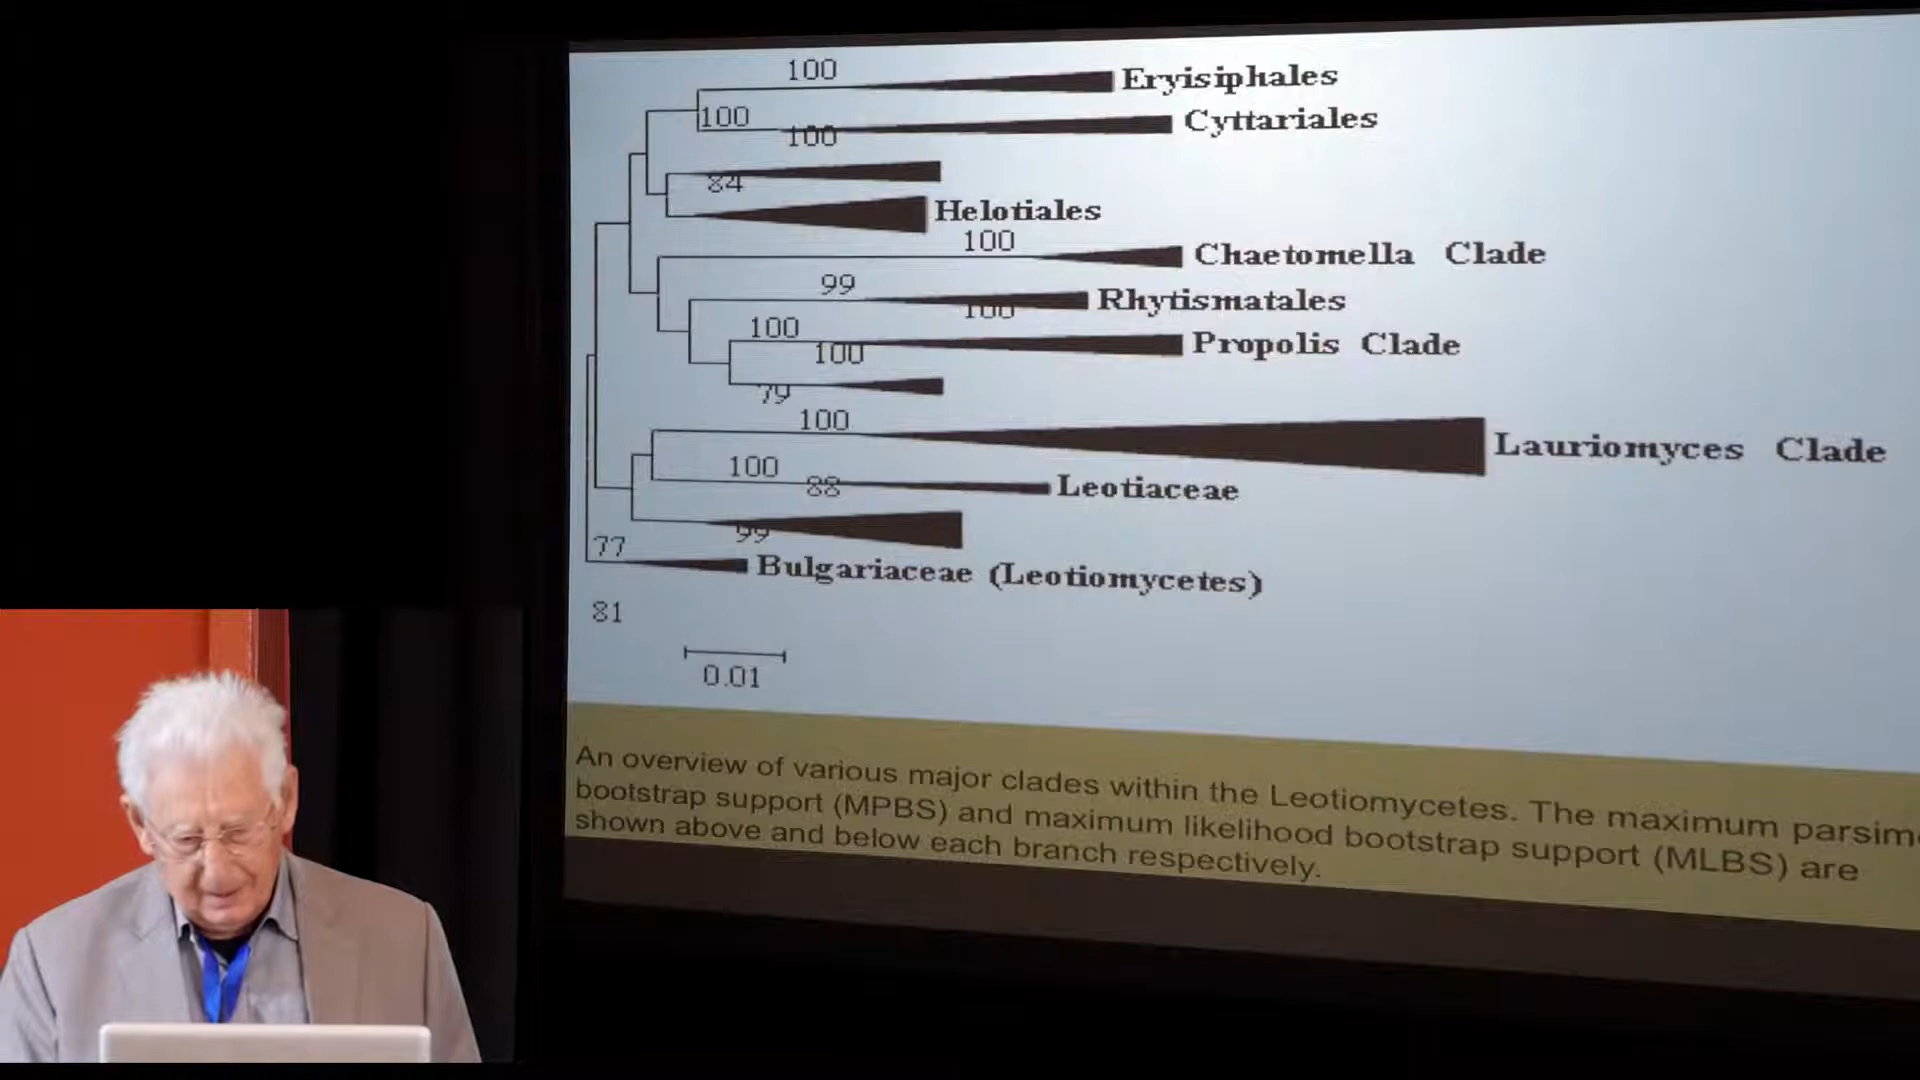 100
Eryisiphales
100
Cyttariales
100
84
Helotiales
100
Chaetomella Clade
99
Rhytismatales
100
100
Propolis Clade
100
79
100
Lauriomyces Clade
100
88
Leotiaceae
99
77
Bulgariaceae (Leotiomycetes)
81
0.01
An overview of various major clades within the Leotiomycetes. The maximum
bootstrap support (MPBS) and maximum likelihood bootstrap support (MLBS) are
shown above and below each branch respectively.